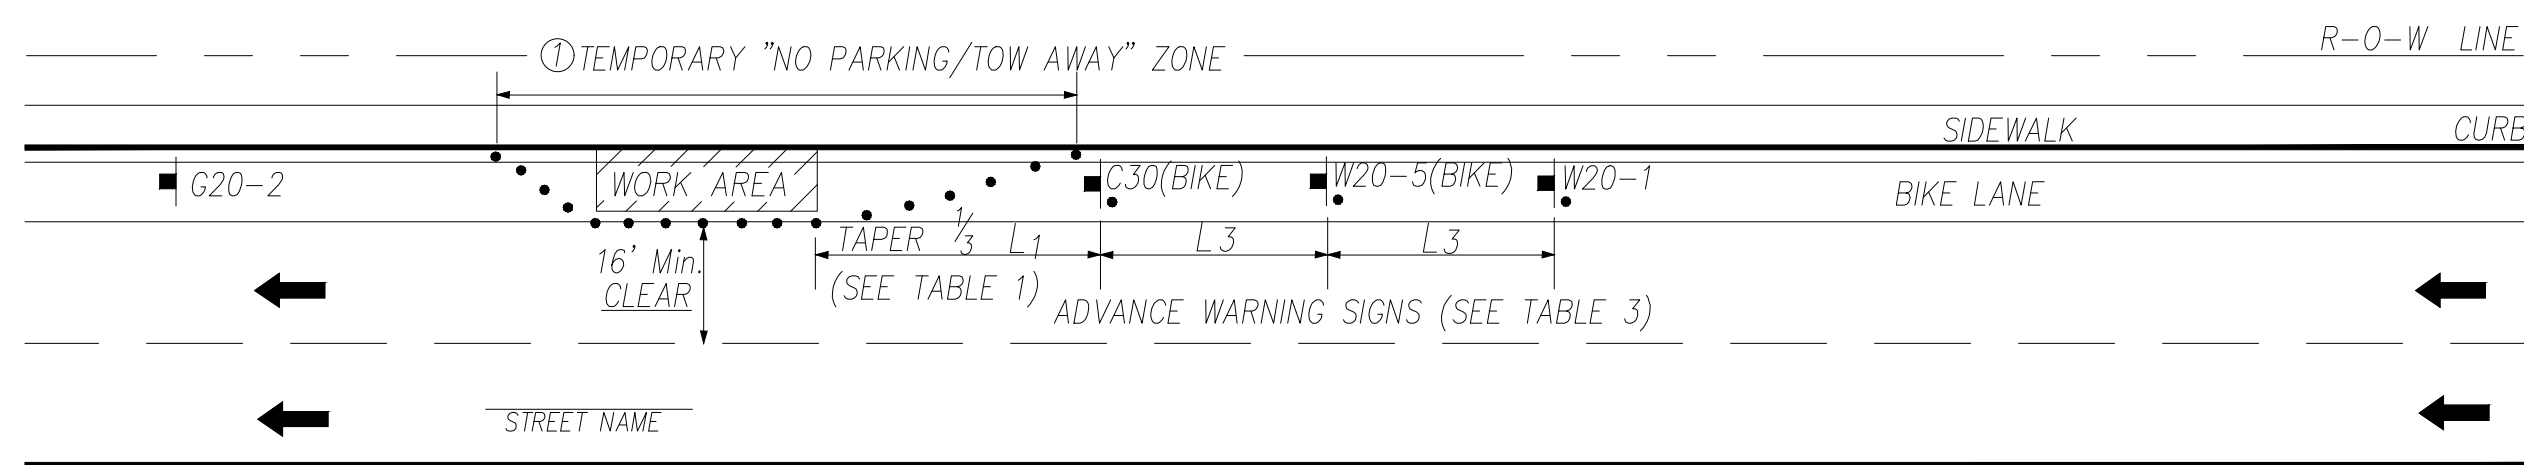 R-O-W LINE
①TEMPORARY "NO PARKING/TOW AWAY" ZONE
SIDEWALK
CURB
G20-2
WORK AREA
C30(BIKE)
W20-5(BIKE)
W20-1
BIKE LANE
TAPER 1/3 L1
L3
L3
16' Min.
CLEAR
(SEE TABLE 1)
ADVANCE WARNING SIGNS (SEE TABLE 3)
STREET NAME